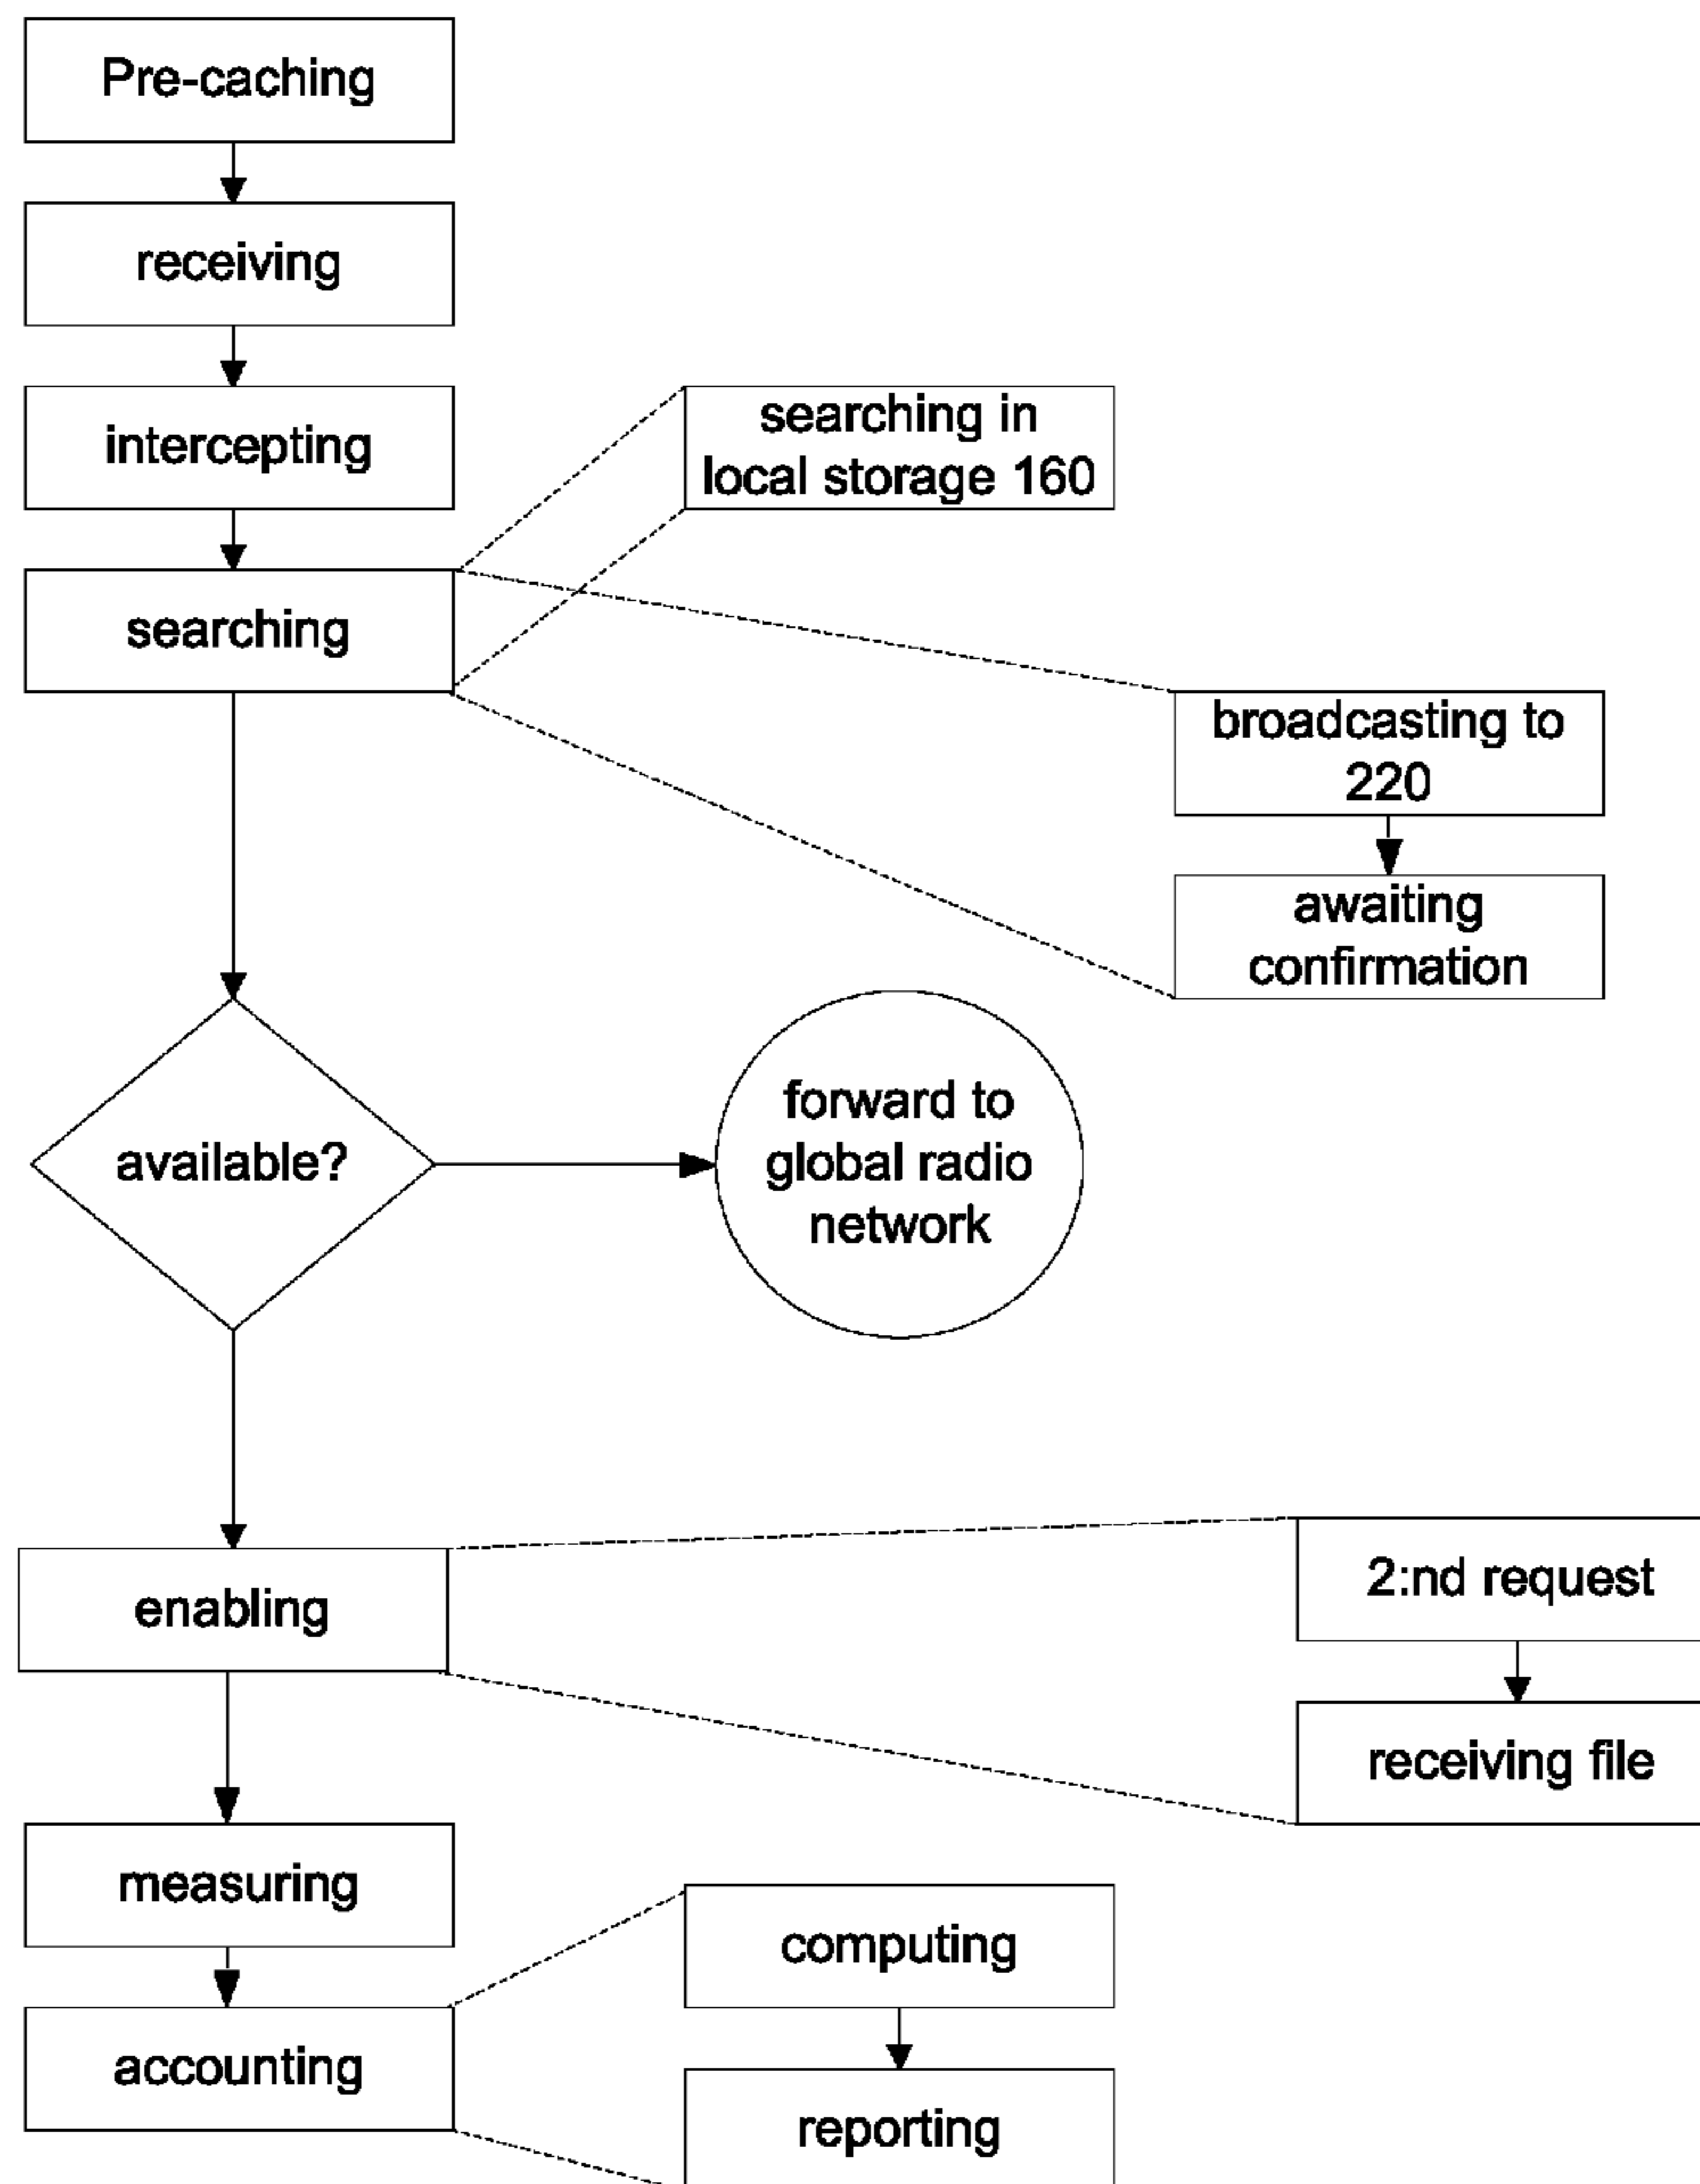 Pre-caching
receiving
intercepting
searching in
local storage 160
searching
broadcasting to
220
awaiting
confirmation
available?
forward to
global radio
network
enabling
2:nd request
receiving file
measuring
computing
accounting
reporting